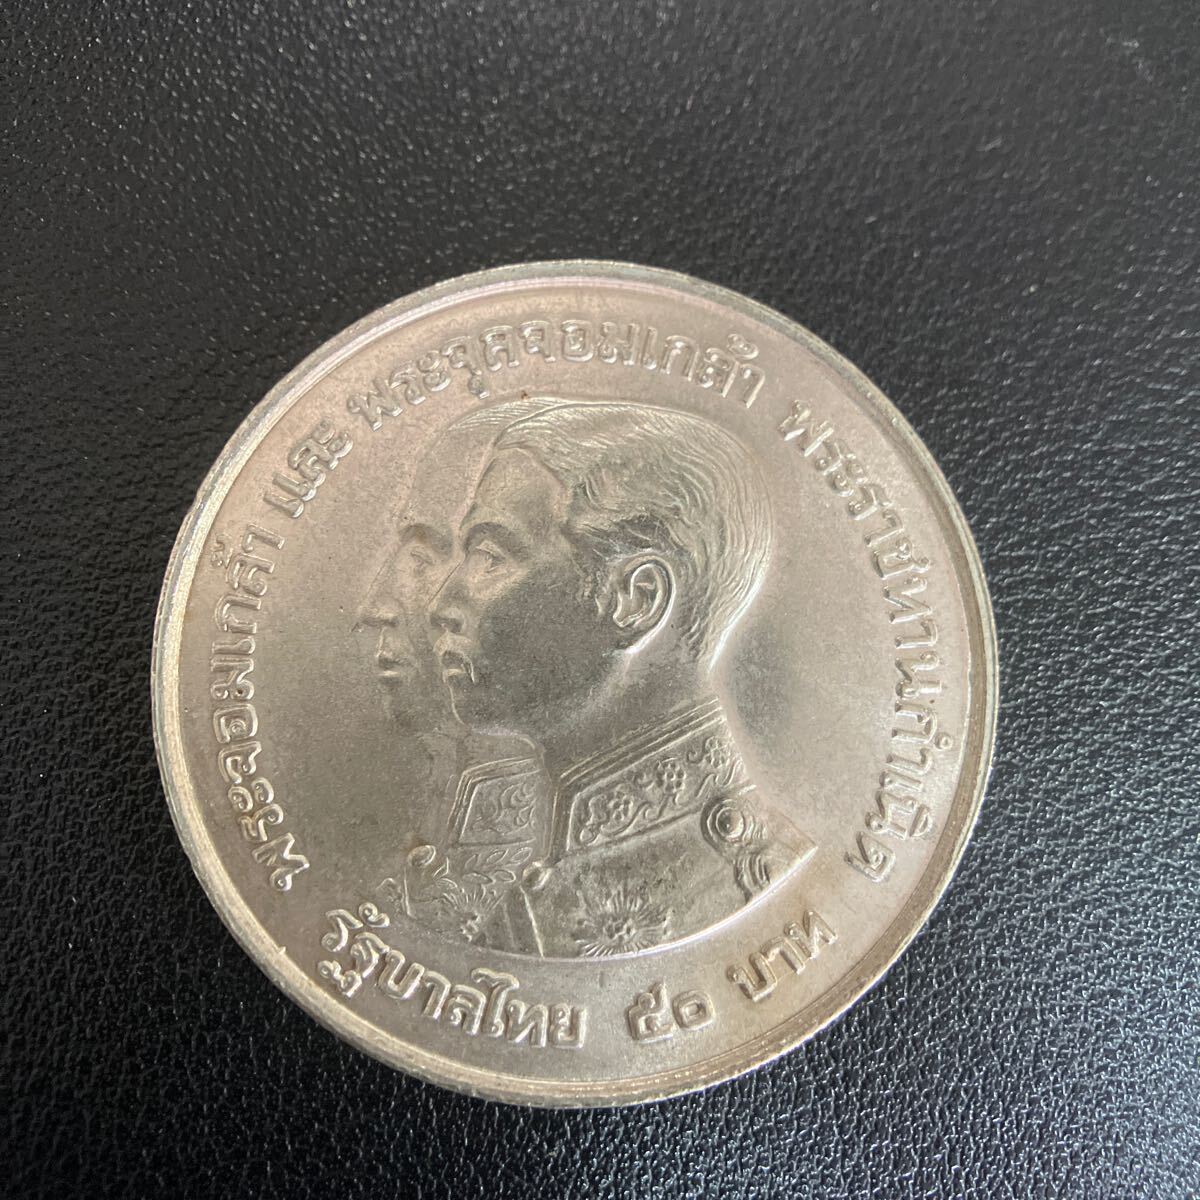 พระจอมเกล้า และ พระจุลจอมเกล้า พระราชทานกำเนิด
รัฐบาลไทย ๕๐ บาท